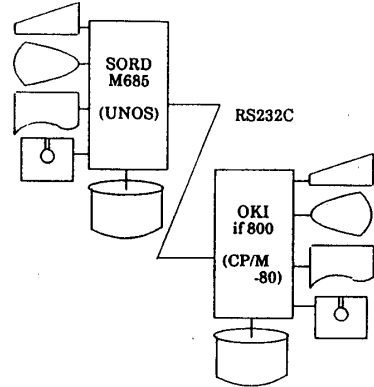 SORD
M685
(UNOS)
RS232C
OKI
if 800
(CP/M
-80)